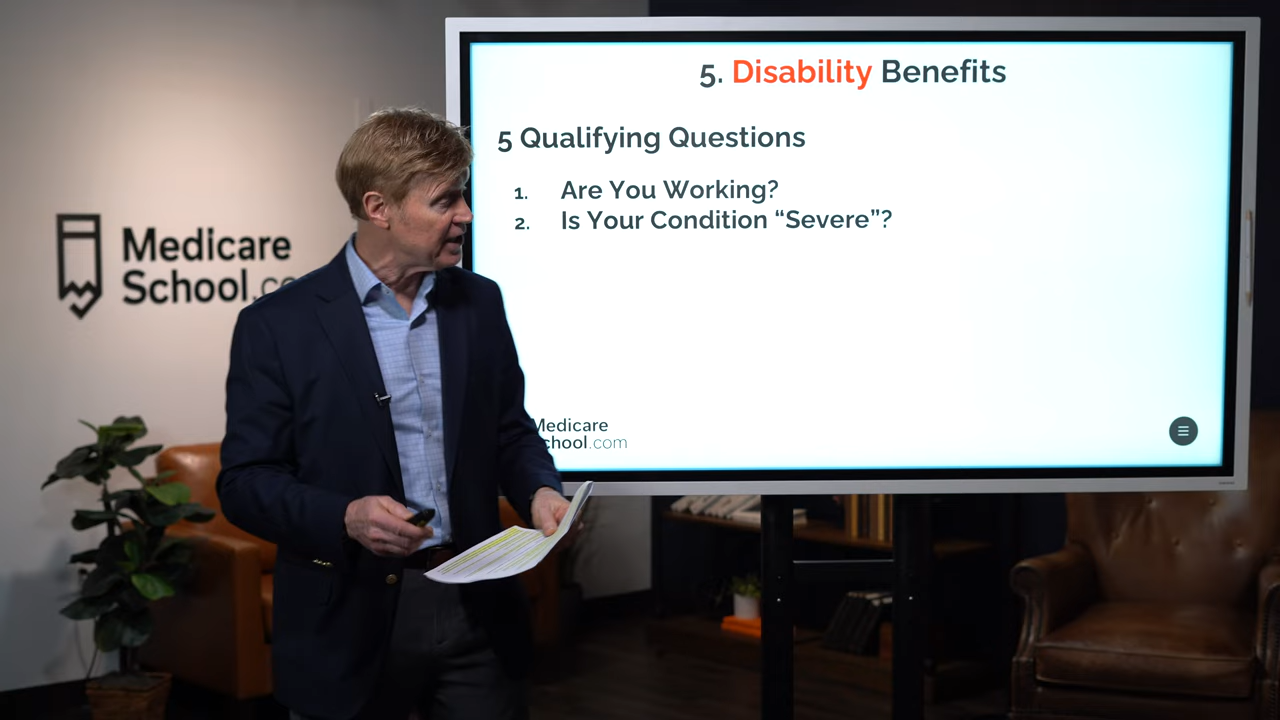 5. Disability Benefits
5 Qualifying Questions
1. Are You Working?
2. Is Your Condition “Severe”?
Medicare
School.com
Medicare
School.co